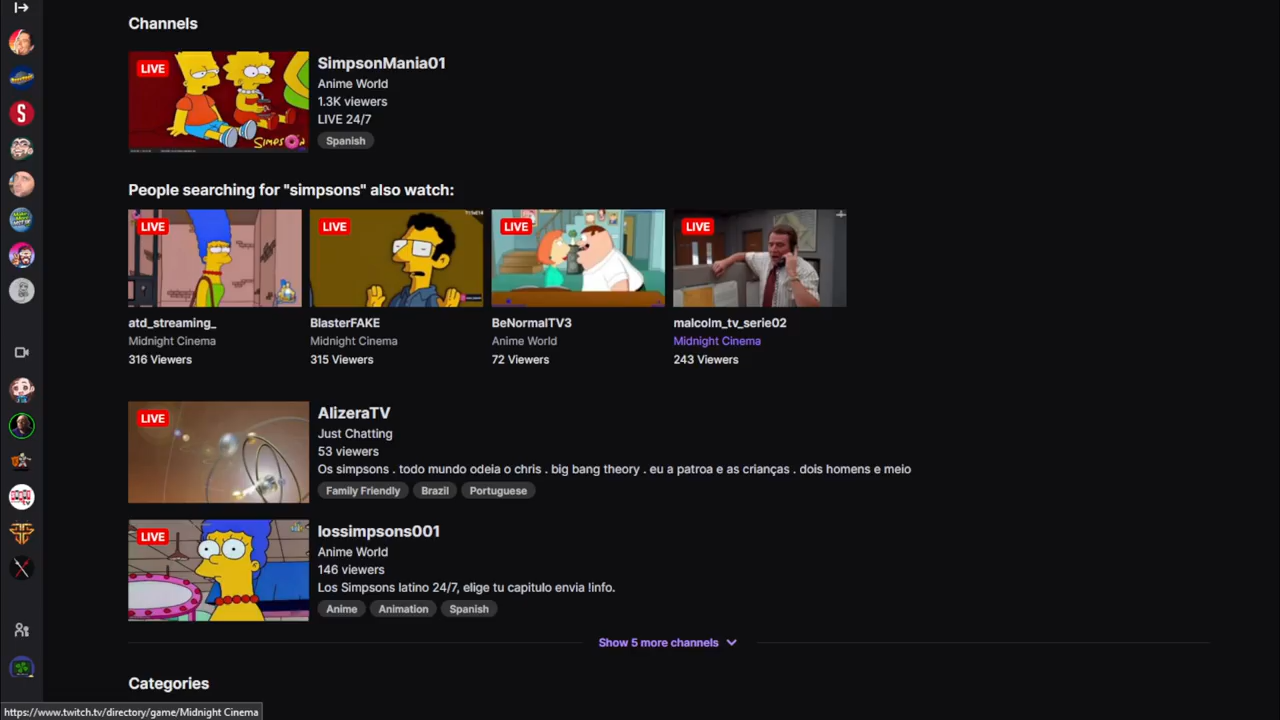 Channels
LIVE
SimpsonMania01
Anime World
1.3K viewers
LIVE 24/7
Spanish
People searching for "simpsons" also watch:
LIVE
LIVE
LIVE
LIVE
atd_streaming_
BlasterFAKE
BeNormalTV3
malcolm_tv_serie02
Midnight Cinema
Midnight Cinema
Anime World
Midnight Cinema
316 Viewers
315 Viewers
72 Viewers
243 Viewers
LIVE
AlizeraTV
Just Chatting
53 viewers
Os simpsons . todo mundo odeia o chris . big bang theory . eu a patroa e as crianças . dois homens e meio
Family Friendly
Brazil
Portuguese
LIVE
lossimpsons001
Anime World
146 viewers
Los Simpsons latino 24/7, elige tu capitulo envia !info.
Anime
Animation
Spanish
Show 5 more channels
Categories
https://www.twitch.tv/directory/game/Midnight Cinema